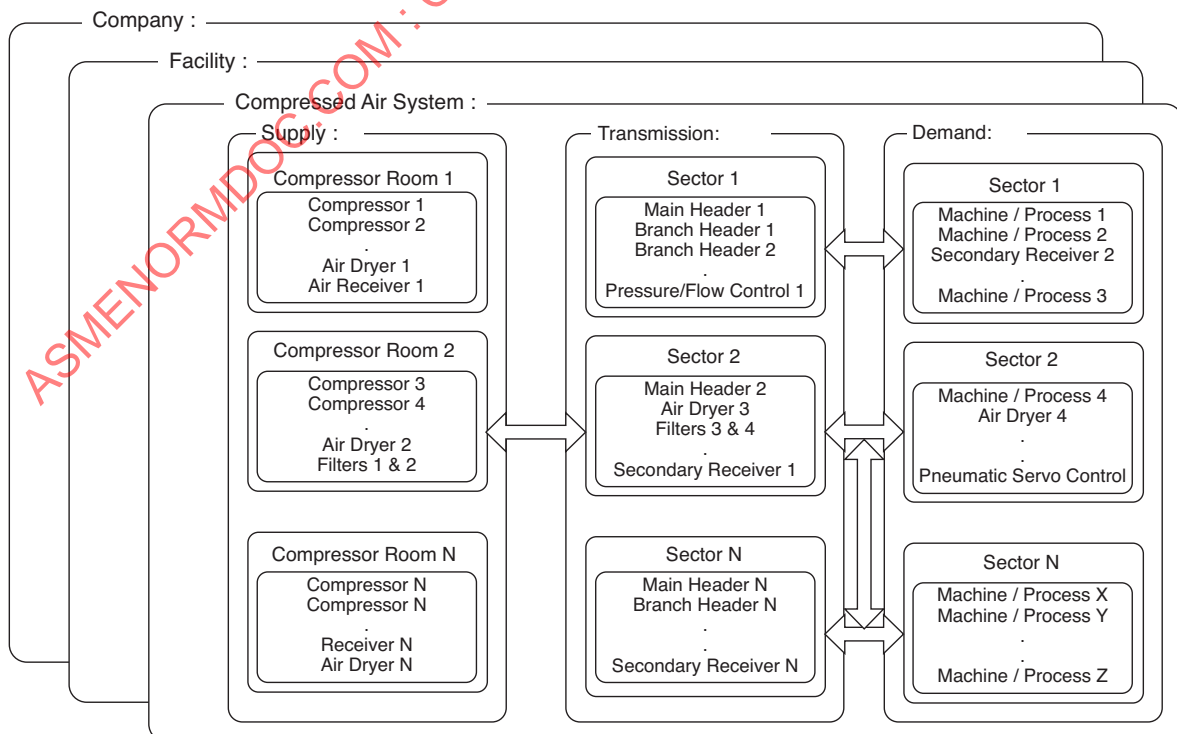 Company :
Facility :
Compressed Air System :
Supply :
Compressor Room 1
Compressor 1
Compressor 2
.
Air Dryer 1
Air Receiver 1
Compressor Room 2
Compressor 3
Compressor 4
.
Air Dryer 2
Filters 1 & 2
Compressor Room N
Compressor N
Compressor N
.
Receiver N
Air Dryer N
Transmission:
Sector 1
Main Header 1
Branch Header 1
Branch Header 2
.
Pressure/Flow Control 1
Sector 2
Main Header 2
Air Dryer 3
Filters 3 & 4
.
Secondary Receiver 1
Sector N
Main Header N
Branch Header N
.
.
Secondary Receiver N
Demand:
Sector 1
Machine / Process 1
Machine / Process 2
Secondary Receiver 2
.
Machine / Process 3
Sector 2
Machine / Process 4
Air Dryer 4
.
.
Pneumatic Servo Control
Sector N
Machine / Process X
Machine / Process Y
.
.
Machine / Process Z
ASMENORMDOC.COM :